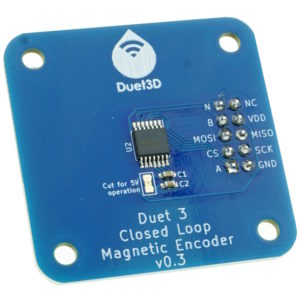 Duet3D
N NC
B VDD
MOSI MISO
CS SCK
A GND
U2
C1
C2
Cut for 5V
operation
Duet 3
Closed Loop
Magnetic Encoder
v0.3